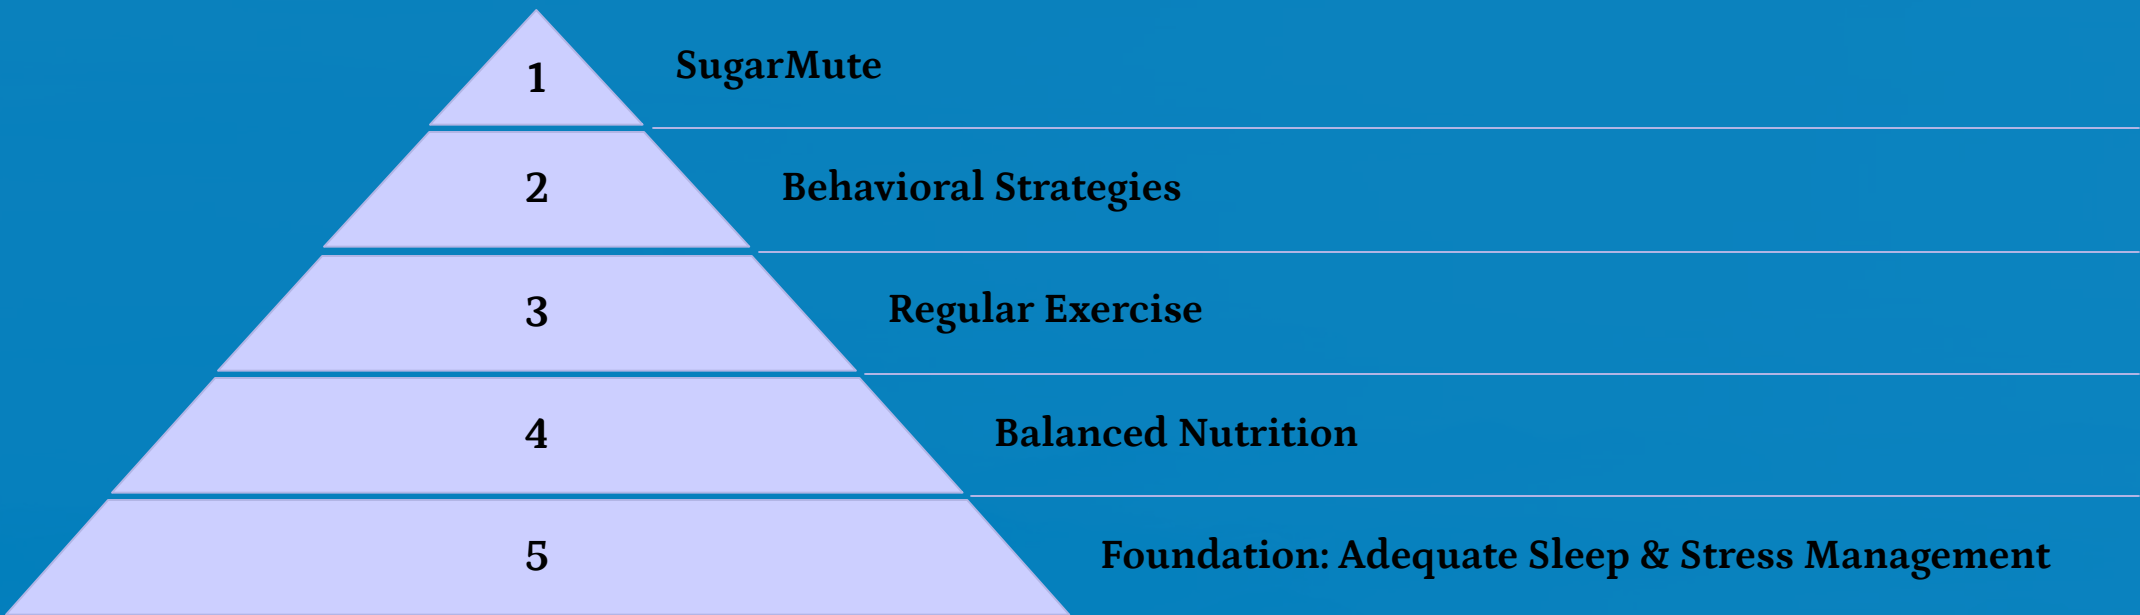 1
SugarMute
2
Behavioral Strategies
3
Regular Exercise
4
Balanced Nutrition
5
Foundation: Adequate Sleep & Stress Management